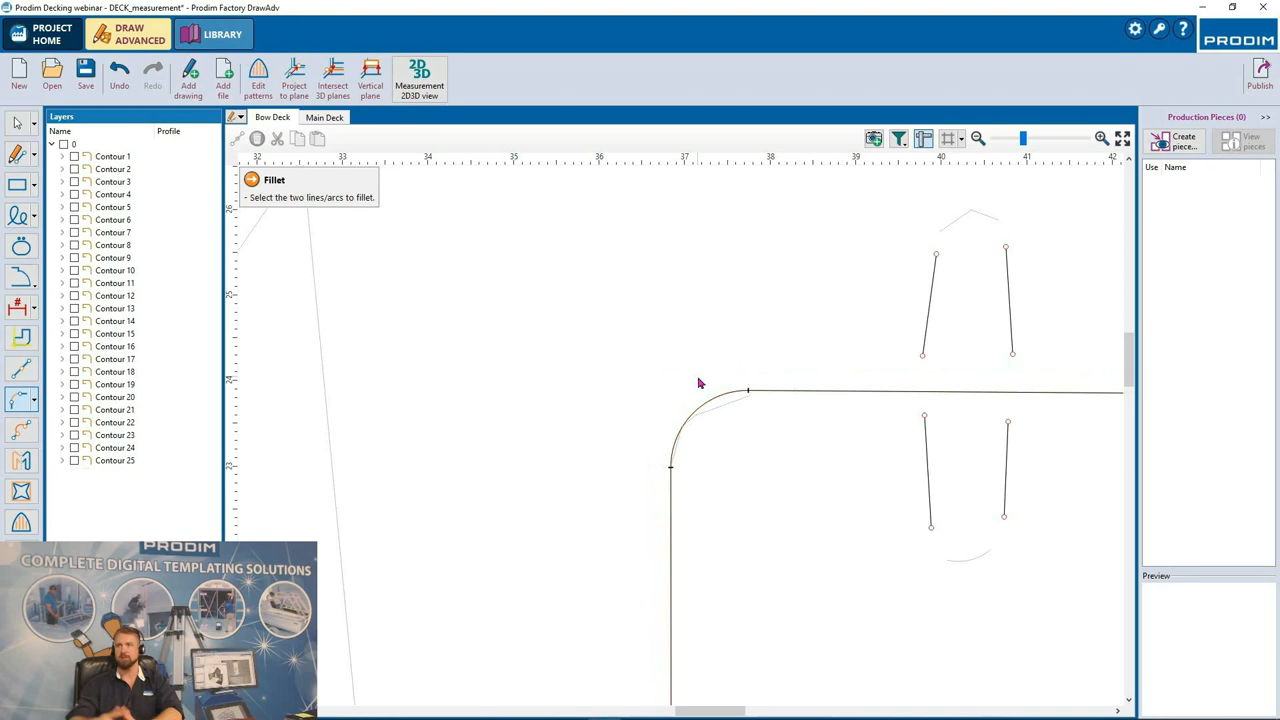 Prodim Decking webinar - DECK_measurement* - Prodim Factory DrawAdv
PROJECT HOME
DRAW ADVANCED
LIBRARY
PRODIM
New
Open
Save
Undo
Redo
Add drawing
Add file
Edit patterns
Project to plane
Intersect 3D planes
Vertical plane
2D 3D
Measurement 2D3D view
Publish
Layers
Name Profile
0
Contour 1
Contour 2
Contour 3
Contour 4
Contour 5
Contour 6
Contour 7
Contour 8
Contour 9
Contour 10
Contour 11
Contour 12
Contour 13
Contour 14
Contour 15
Contour 16
Contour 17
Contour 18
Contour 19
Contour 20
Contour 21
Contour 22
Contour 23
Contour 24
Contour 25
Bow Deck
Main Deck
32 33 34 35 36 37 38 39 40 41 42
26
25
24
23
Fillet
- Select the two lines/arcs to fillet.
Production Pieces (0) >>
Create piece...
View pieces
Use Name
Preview
PRODIM
COMPLETE DIGITAL TEMPLATING SOLUTIONS